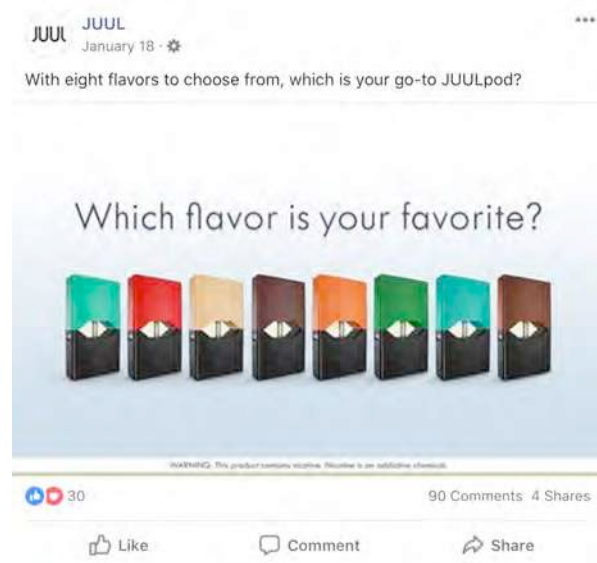 JUUL
JUUL
January 18 ·
With eight flavors to choose from, which is your go-to JUULpod?
Which flavor is your favorite?
WARNING: This product contains nicotine. Nicotine is an addictive chemical.
30
90 Comments 4 Shares
Like
Comment
Share